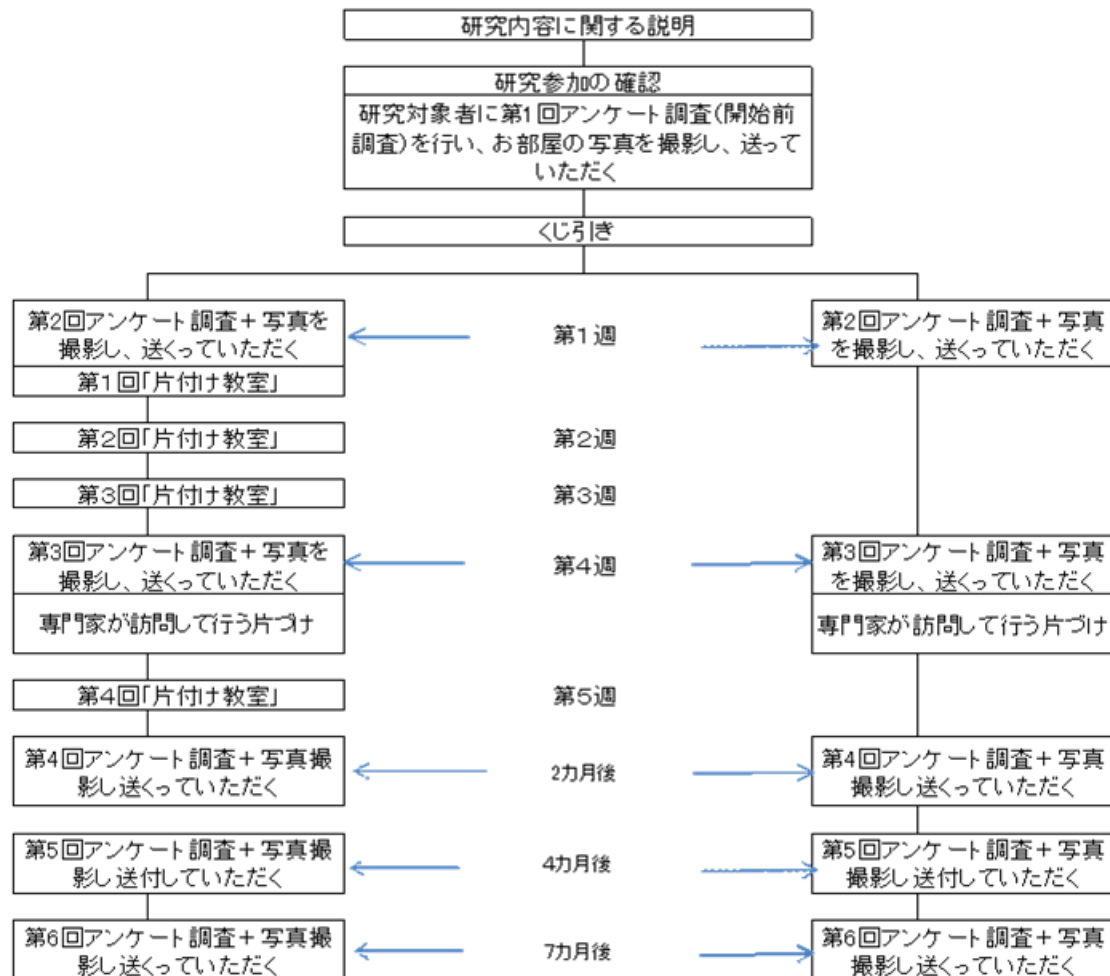 研究内容に関する説明
研究参加の確認
研究対象者に第1回アンケート調査(開始前
調査)を行い、お部屋の写真を撮影し、送って
いただく
くじ引き
第2回アンケート調査+写真を
撮影し、送くっていただく
第1回「片付け教室」
第1週
第2回アンケート調査+写真
を撮影し、送くっていただく
第2回「片付け教室」
第2週
第3回「片付け教室」
第3週
第3回アンケート調査+写真を
撮影し、送くっていただく
専門家が訪問して行う片づけ
第4週
第3回アンケート調査+写真
を撮影し、送くっていただく
専門家が訪問して行う片づけ
第4回「片付け教室」
第5週
第4回アンケート調査+写真撮
影し送くっていただく
2カ月後
第4回アンケート調査+写真
撮影し送くっていただく
第5回アンケート調査+写真撮
影し送付していただく
4カ月後
第5回アンケート調査+写真
撮影し送付していただく
第6回アンケート調査+写真撮
影し送くっていただく
7カ月後
第6回アンケート調査+写真
撮影し送くっていただく